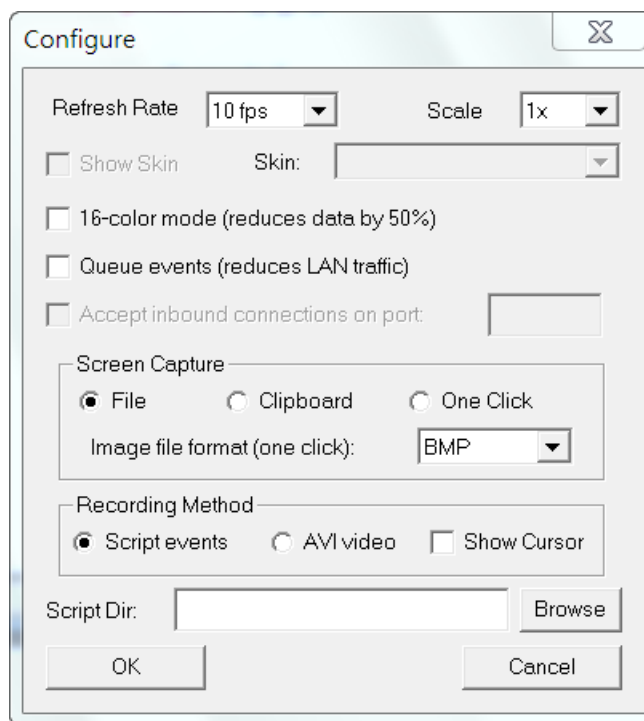 Configure
Refresh Rate 10 fps Scale 1x
Show Skin Skin:
16-color mode (reduces data by 50%)
Queue events (reduces LAN traffic)
Accept inbound connections on port:
Screen Capture
File Clipboard One Click
Image file format (one click): BMP
Recording Method
Script events AVI video Show Cursor
Script Dir: Browse
OK Cancel